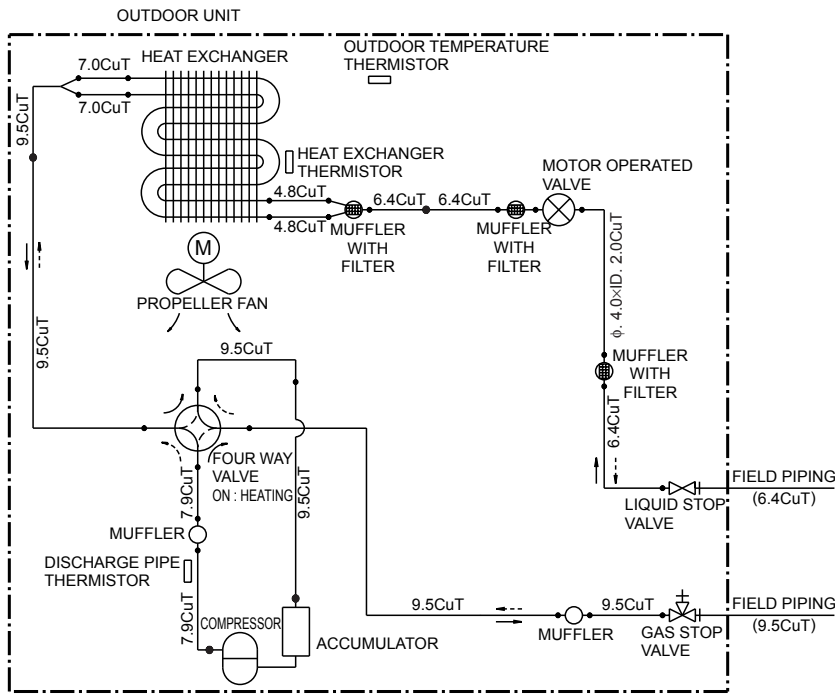 OUTDOOR UNIT
HEAT EXCHANGER
OUTDOOR TEMPERATURE
THERMISTOR
7.0CuT
7.0CuT
9.5CuT
HEAT EXCHANGER
THERMISTOR
MOTOR OPERATED
VALVE
4.8CuT
4.8CuT
6.4CuT
6.4CuT
MUFFLER
WITH
FILTER
MUFFLER
WITH
FILTER
M
PROPELLER FAN
φ. 4.0×ID. 2.0CuT
9.5CuT
9.5CuT
MUFFLER
WITH
FILTER
6.4CuT
FOUR WAY
VALVE
ON : HEATING
7.9CuT
9.5CuT
LIQUID STOP
VALVE
FIELD PIPING
(6.4CuT)
MUFFLER
DISCHARGE PIPE
THERMISTOR
7.9CuT
COMPRESSOR
ACCUMULATOR
9.5CuT
MUFFLER
9.5CuT
GAS STOP
VALVE
FIELD PIPING
(9.5CuT)